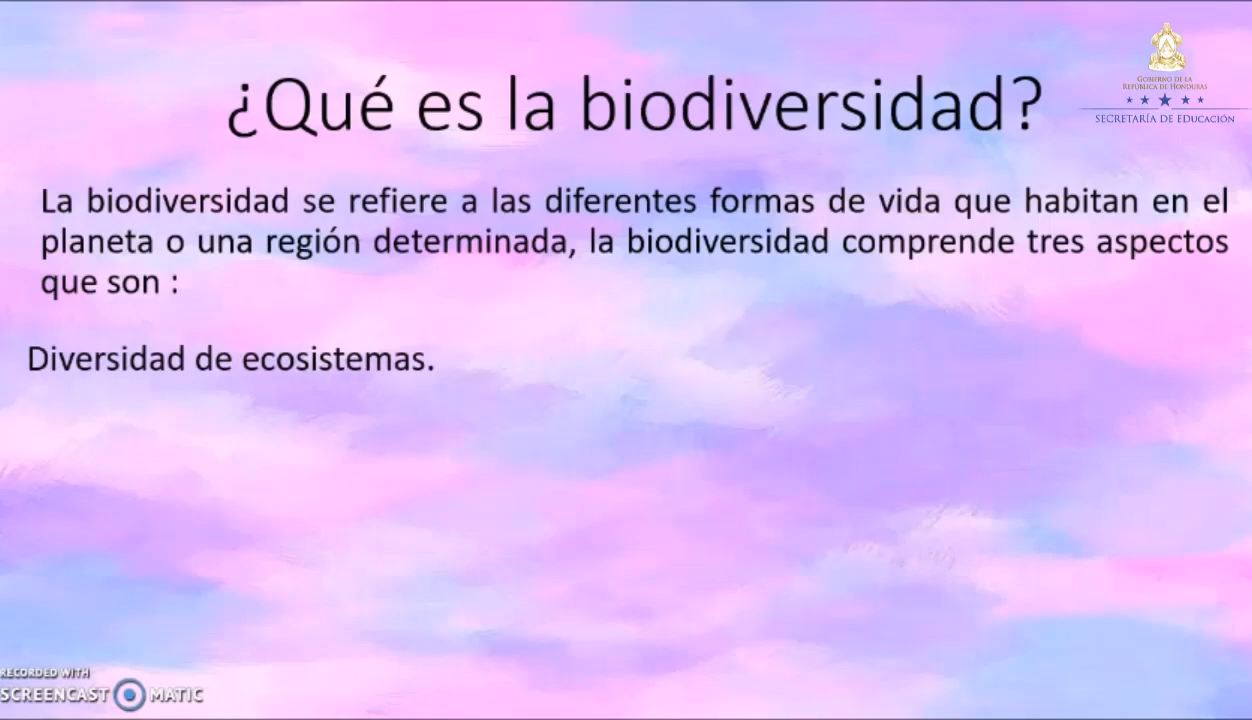 ¿Qué es la biodiversidad?
GOBIERNO DE LA
REPÚBLICA DE HONDURAS
SECRETARÍA DE EDUCACIÓN
La biodiversidad se refiere a las diferentes formas de vida que habitan en el
planeta o una región determinada, la biodiversidad comprende tres aspectos
que son :
Diversidad de ecosistemas.
RECORDED WITH
SCREENCAST MATIC